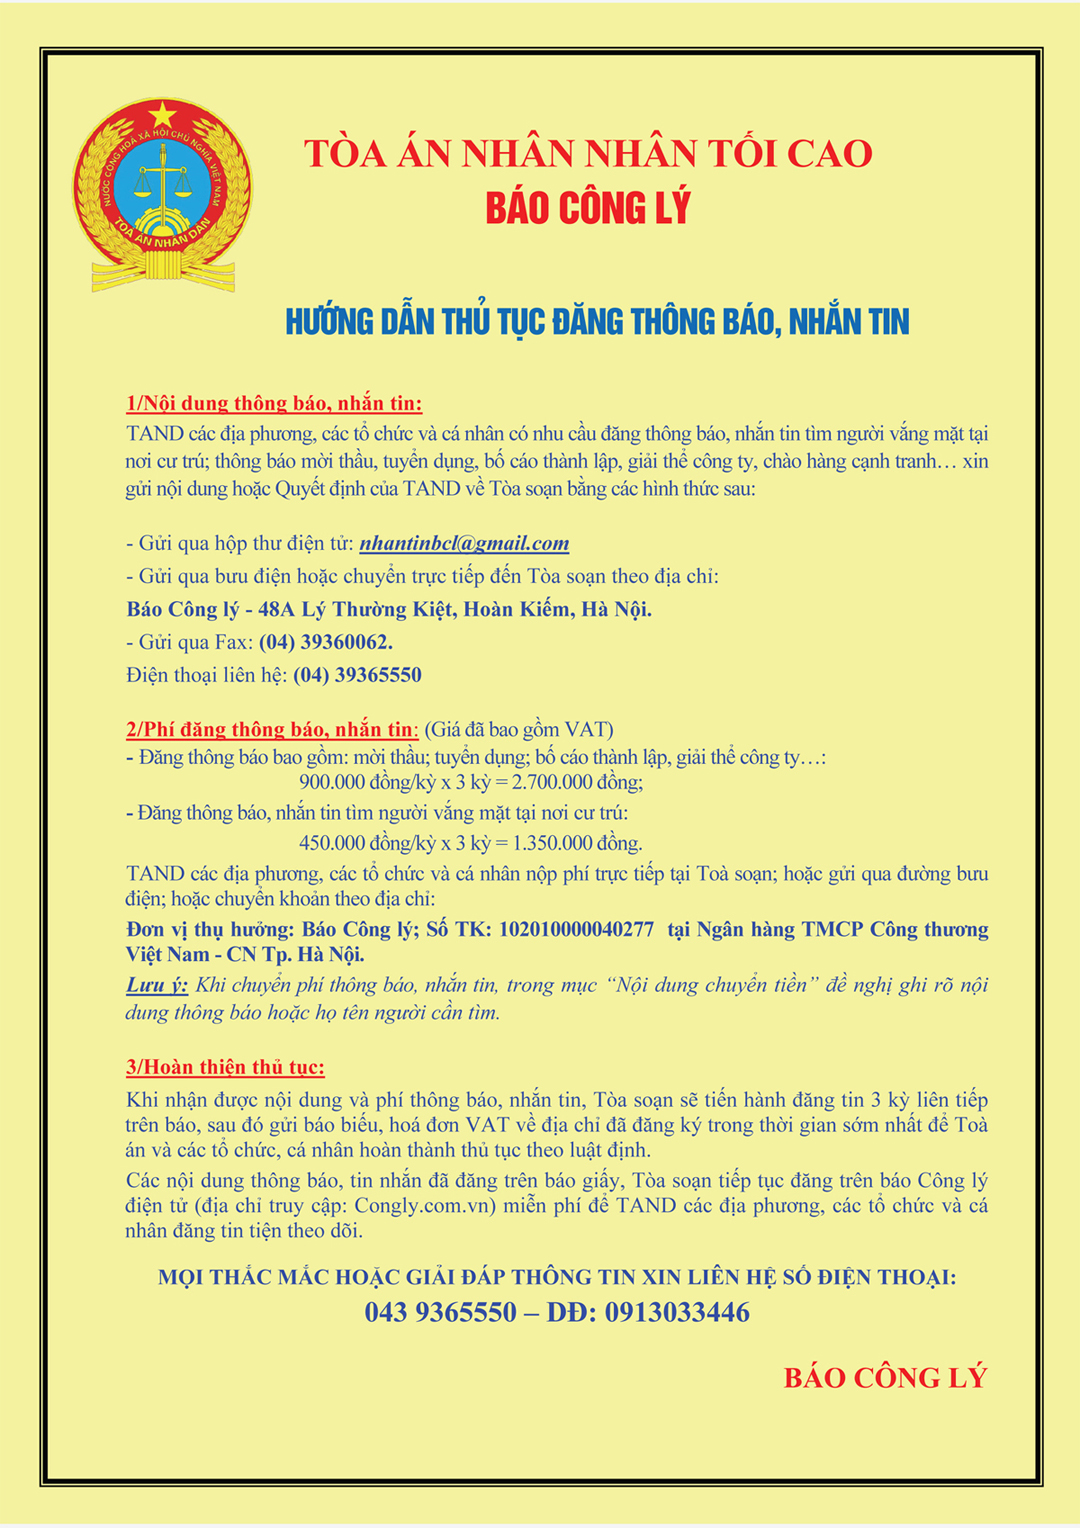 NƯỚC CỘNG HOÀ XÃ HỘI CHỦ NGHĨA VIỆT NAM
TOÀ ÁN NHÂN DÂN
TÒA ÁN NHÂN NHÂN TỐI CAO
BÁO CÔNG LÝ
HƯỚNG DẪN THỦ TỤC ĐĂNG THÔNG BÁO, NHẮN TIN
1/Nội dung thông báo, nhắn tin:
TAND các địa phương, các tổ chức và cá nhân có nhu cầu đăng thông báo, nhắn tin tìm người vắng mặt tại
nơi cư trú; thông báo mời thầu, tuyển dụng, bố cáo thành lập, giải thể công ty, chào hàng cạnh tranh… xin
gửi nội dung hoặc Quyết định của TAND về Tòa soạn bằng các hình thức sau:
- Gửi qua hộp thư điện tử: nhantinbcl@gmail.com
- Gửi qua bưu điện hoặc chuyển trực tiếp đến Tòa soạn theo địa chỉ:
Báo Công lý - 48A Lý Thường Kiệt, Hoàn Kiếm, Hà Nội.
- Gửi qua Fax: (04) 39360062.
Điện thoại liên hệ: (04) 39365550
2/Phí đăng thông báo, nhắn tin: (Giá đã bao gồm VAT)
- Đăng thông báo bao gồm: mời thầu; tuyển dụng; bố cáo thành lập, giải thể công ty…:
900.000 đồng/kỳ x 3 kỳ = 2.700.000 đồng;
- Đăng thông báo, nhắn tin tìm người vắng mặt tại nơi cư trú:
450.000 đồng/kỳ x 3 kỳ = 1.350.000 đồng.
TAND các địa phương, các tổ chức và cá nhân nộp phí trực tiếp tại Toà soạn; hoặc gửi qua đường bưu
điện; hoặc chuyển khoản theo địa chỉ:
Đơn vị thụ hưởng: Báo Công lý; Số TK: 102010000040277 tại Ngân hàng TMCP Công thương
Việt Nam - CN Tp. Hà Nội.
Lưu ý: Khi chuyển phí thông báo, nhắn tin, trong mục “Nội dung chuyển tiền” đề nghị ghi rõ nội
dung thông báo hoặc họ tên người cần tìm.
3/Hoàn thiện thủ tục:
Khi nhận được nội dung và phí thông báo, nhắn tin, Tòa soạn sẽ tiến hành đăng tin 3 kỳ liên tiếp
trên báo, sau đó gửi báo biếu, hoá đơn VAT về địa chỉ đã đăng ký trong thời gian sớm nhất để Toà
án và các tổ chức, cá nhân hoàn thành thủ tục theo luật định.
Các nội dung thông báo, tin nhắn đã đăng trên báo giấy, Tòa soạn tiếp tục đăng trên báo Công lý
điện tử (địa chỉ truy cập: Congly.com.vn) miễn phí để TAND các địa phương, các tổ chức và cá
nhân đăng tin tiện theo dõi.
MỌI THẮC MẮC HOẶC GIẢI ĐÁP THÔNG TIN XIN LIÊN HỆ SỐ ĐIỆN THOẠI:
043 9365550 – DĐ: 0913033446
BÁO CÔNG LÝ